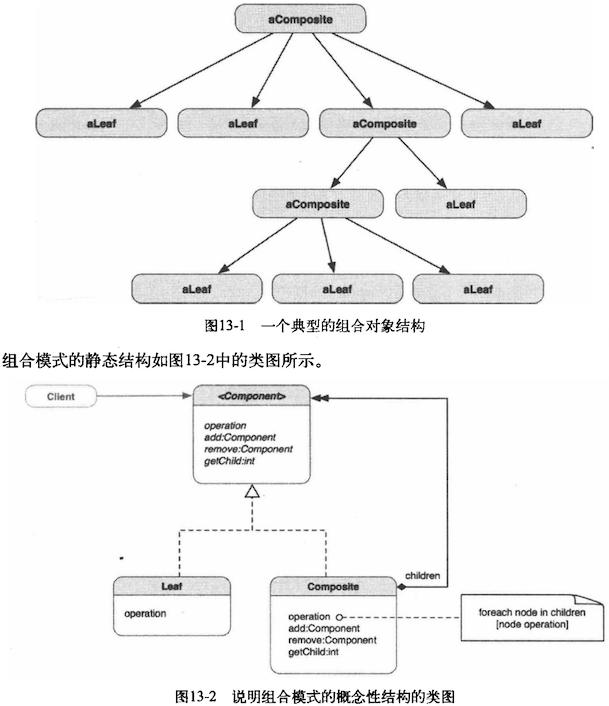 aComposite
aLeaf
aLeaf
aComposite
aLeaf
aComposite
aLeaf
aLeaf
aLeaf
aLeaf
图13-1 一个典型的组合对象结构
组合模式的静态结构如图13-2中的类图所示。
Client
<Component>
operation
add:Component
remove:Component
getChild:int
children
Leaf
operation
Composite
operation
add:Component
remove:Component
getChild:int
foreach node in children
[node operation]
图13-2 说明组合模式的概念性结构的类图